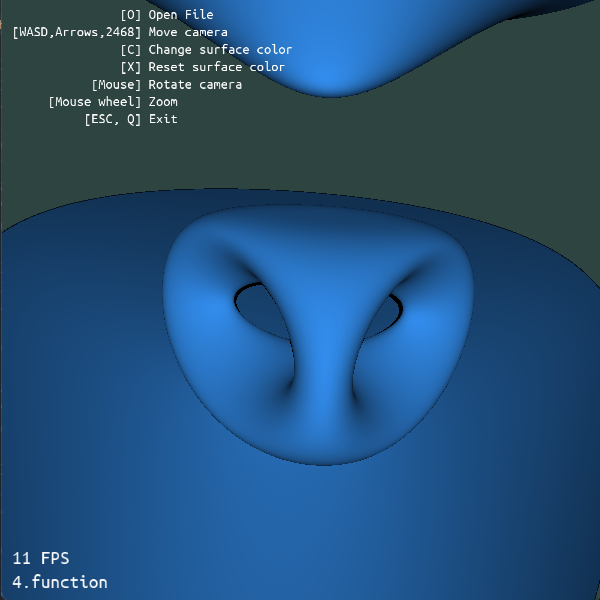 [O] Open File
[WASD,Arrows,2468] Move camera
[C] Change surface color
[X] Reset surface color
[Mouse] Rotate camera
[Mouse wheel] Zoom
[ESC, Q] Exit
11 FPS
4.function